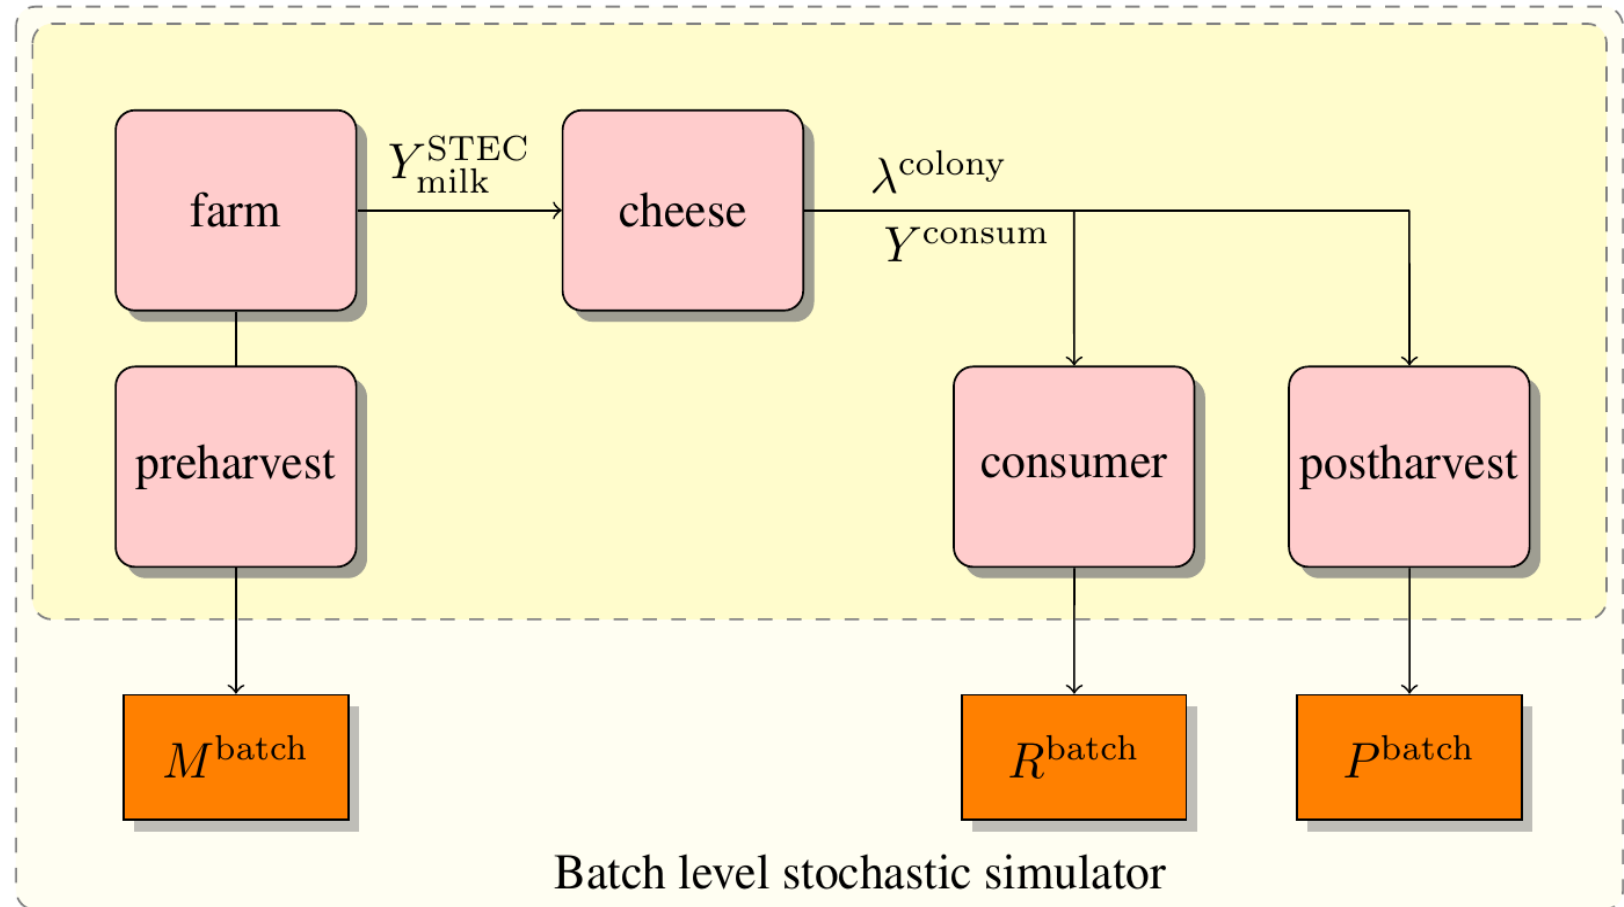 farm
Y^STEC_milk
cheese
λ^colony
Y^consum
preharvest
consumer
postharvest
M^batch
R^batch
P^batch
Batch level stochastic simulator